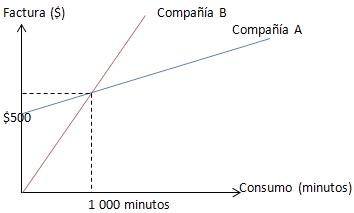 Factura ($)
Compañía B
Compañía A
$500
Consumo (minutos)
1 000 minutos